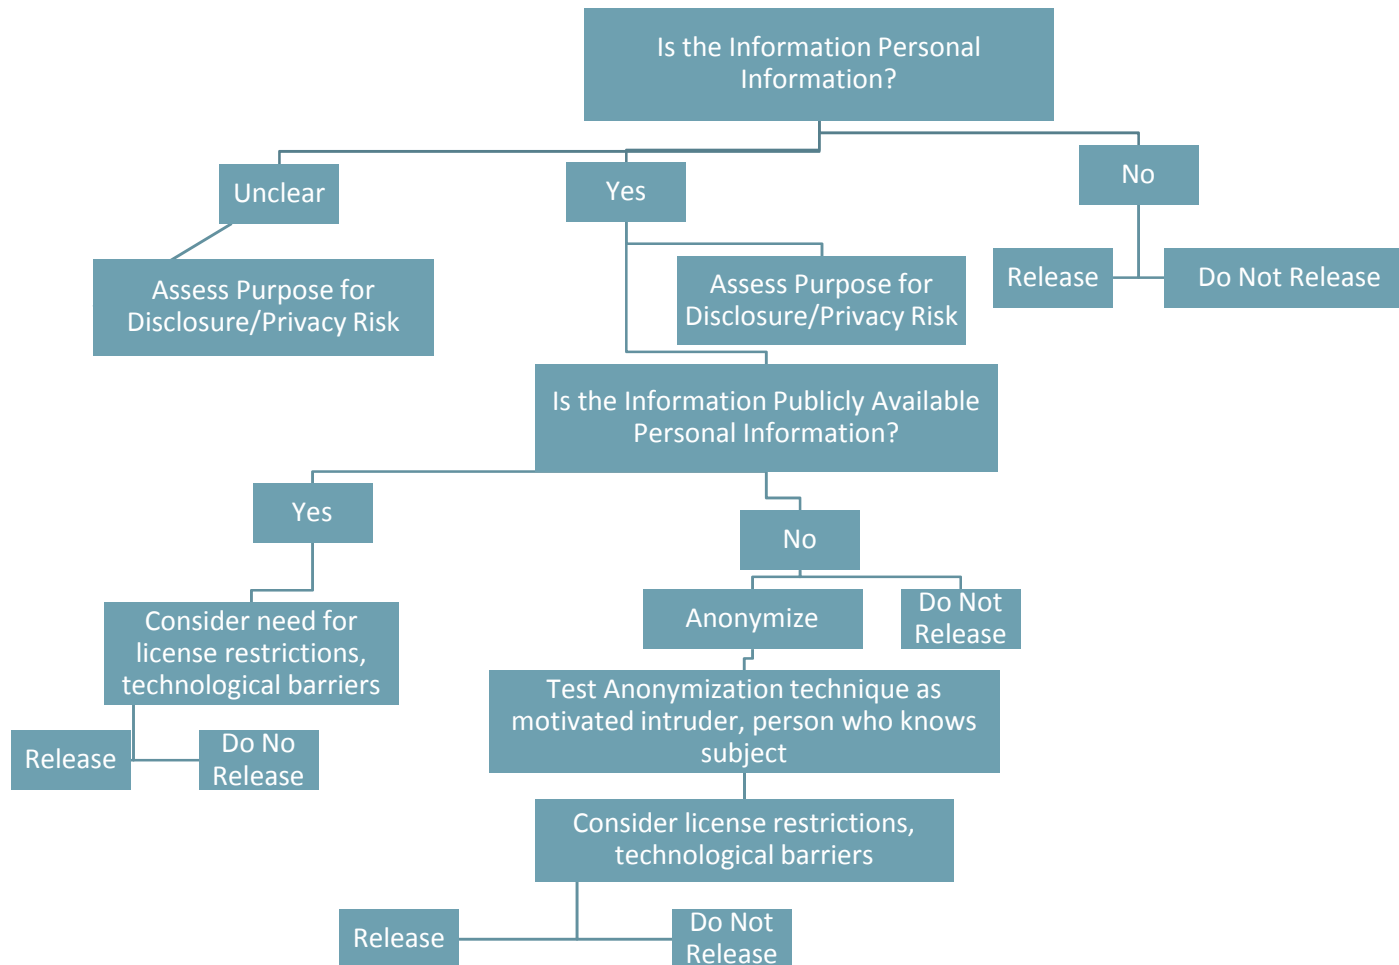 Is the Information Personal
Information?
Unclear
Yes
No
Assess Purpose for
Disclosure/Privacy Risk
Assess Purpose for
Disclosure/Privacy Risk
Release
Do Not Release
Is the Information Publicly Available
Personal Information?
Yes
No
Consider need for
license restrictions,
technological barriers
Anonymize
Do Not
Release
Test Anonymization technique as
motivated intruder, person who knows
subject
Release
Do No
Release
Consider license restrictions,
technological barriers
Release
Do Not
Release